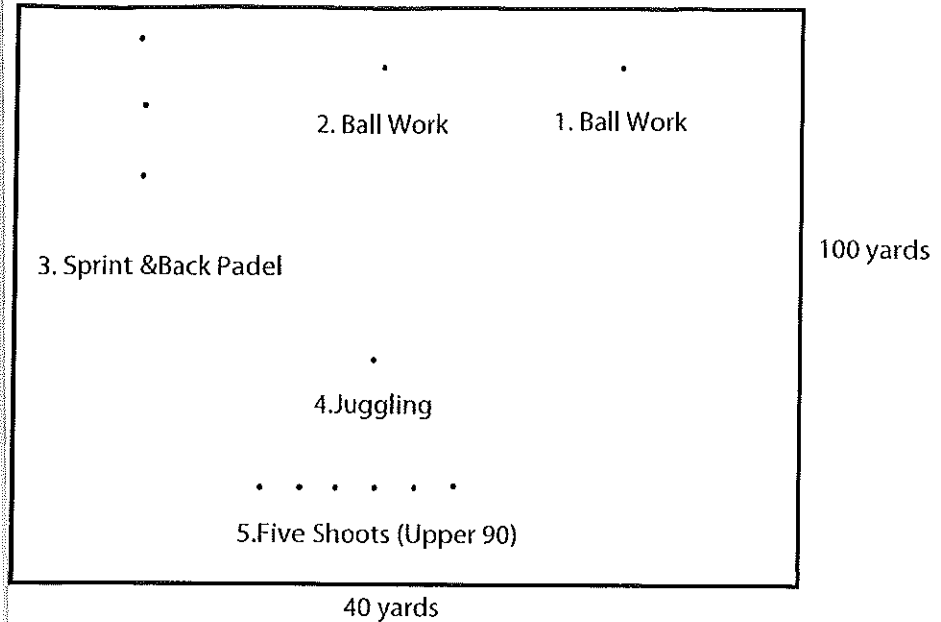 2. Ball Work
1. Ball Work
3. Sprint &Back Padel
100 yards
4.Juggling
5.Five Shoots (Upper 90)
40 yards